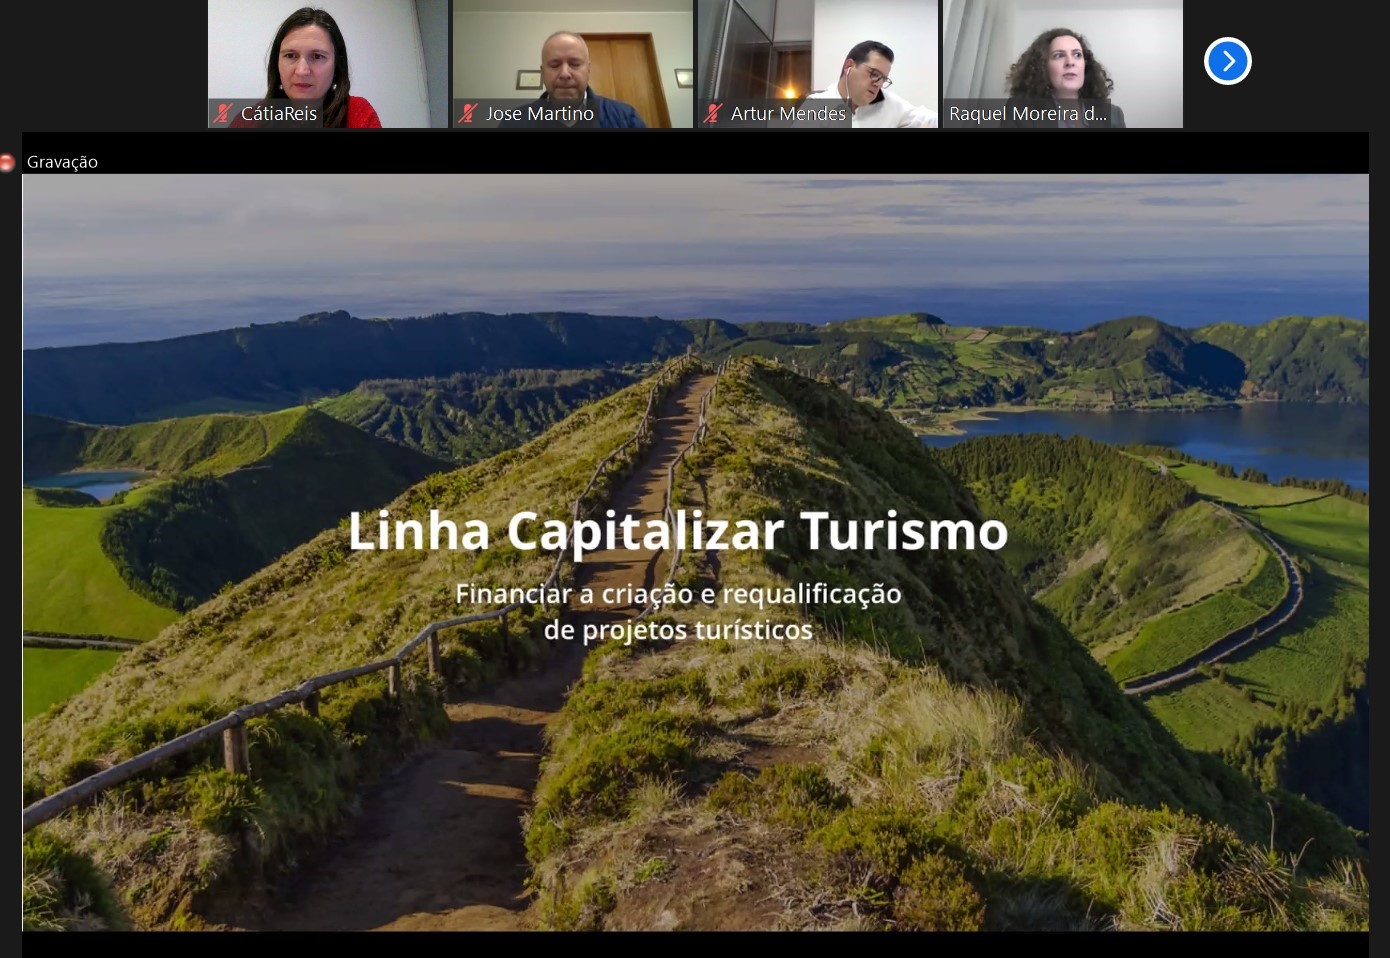 CátiaReis
Jose Martino
Artur Mendes
Raquel Moreira d...
Gravação
Linha Capitalizar Turismo
Financiar a criação e requalificação
de projetos turísticos